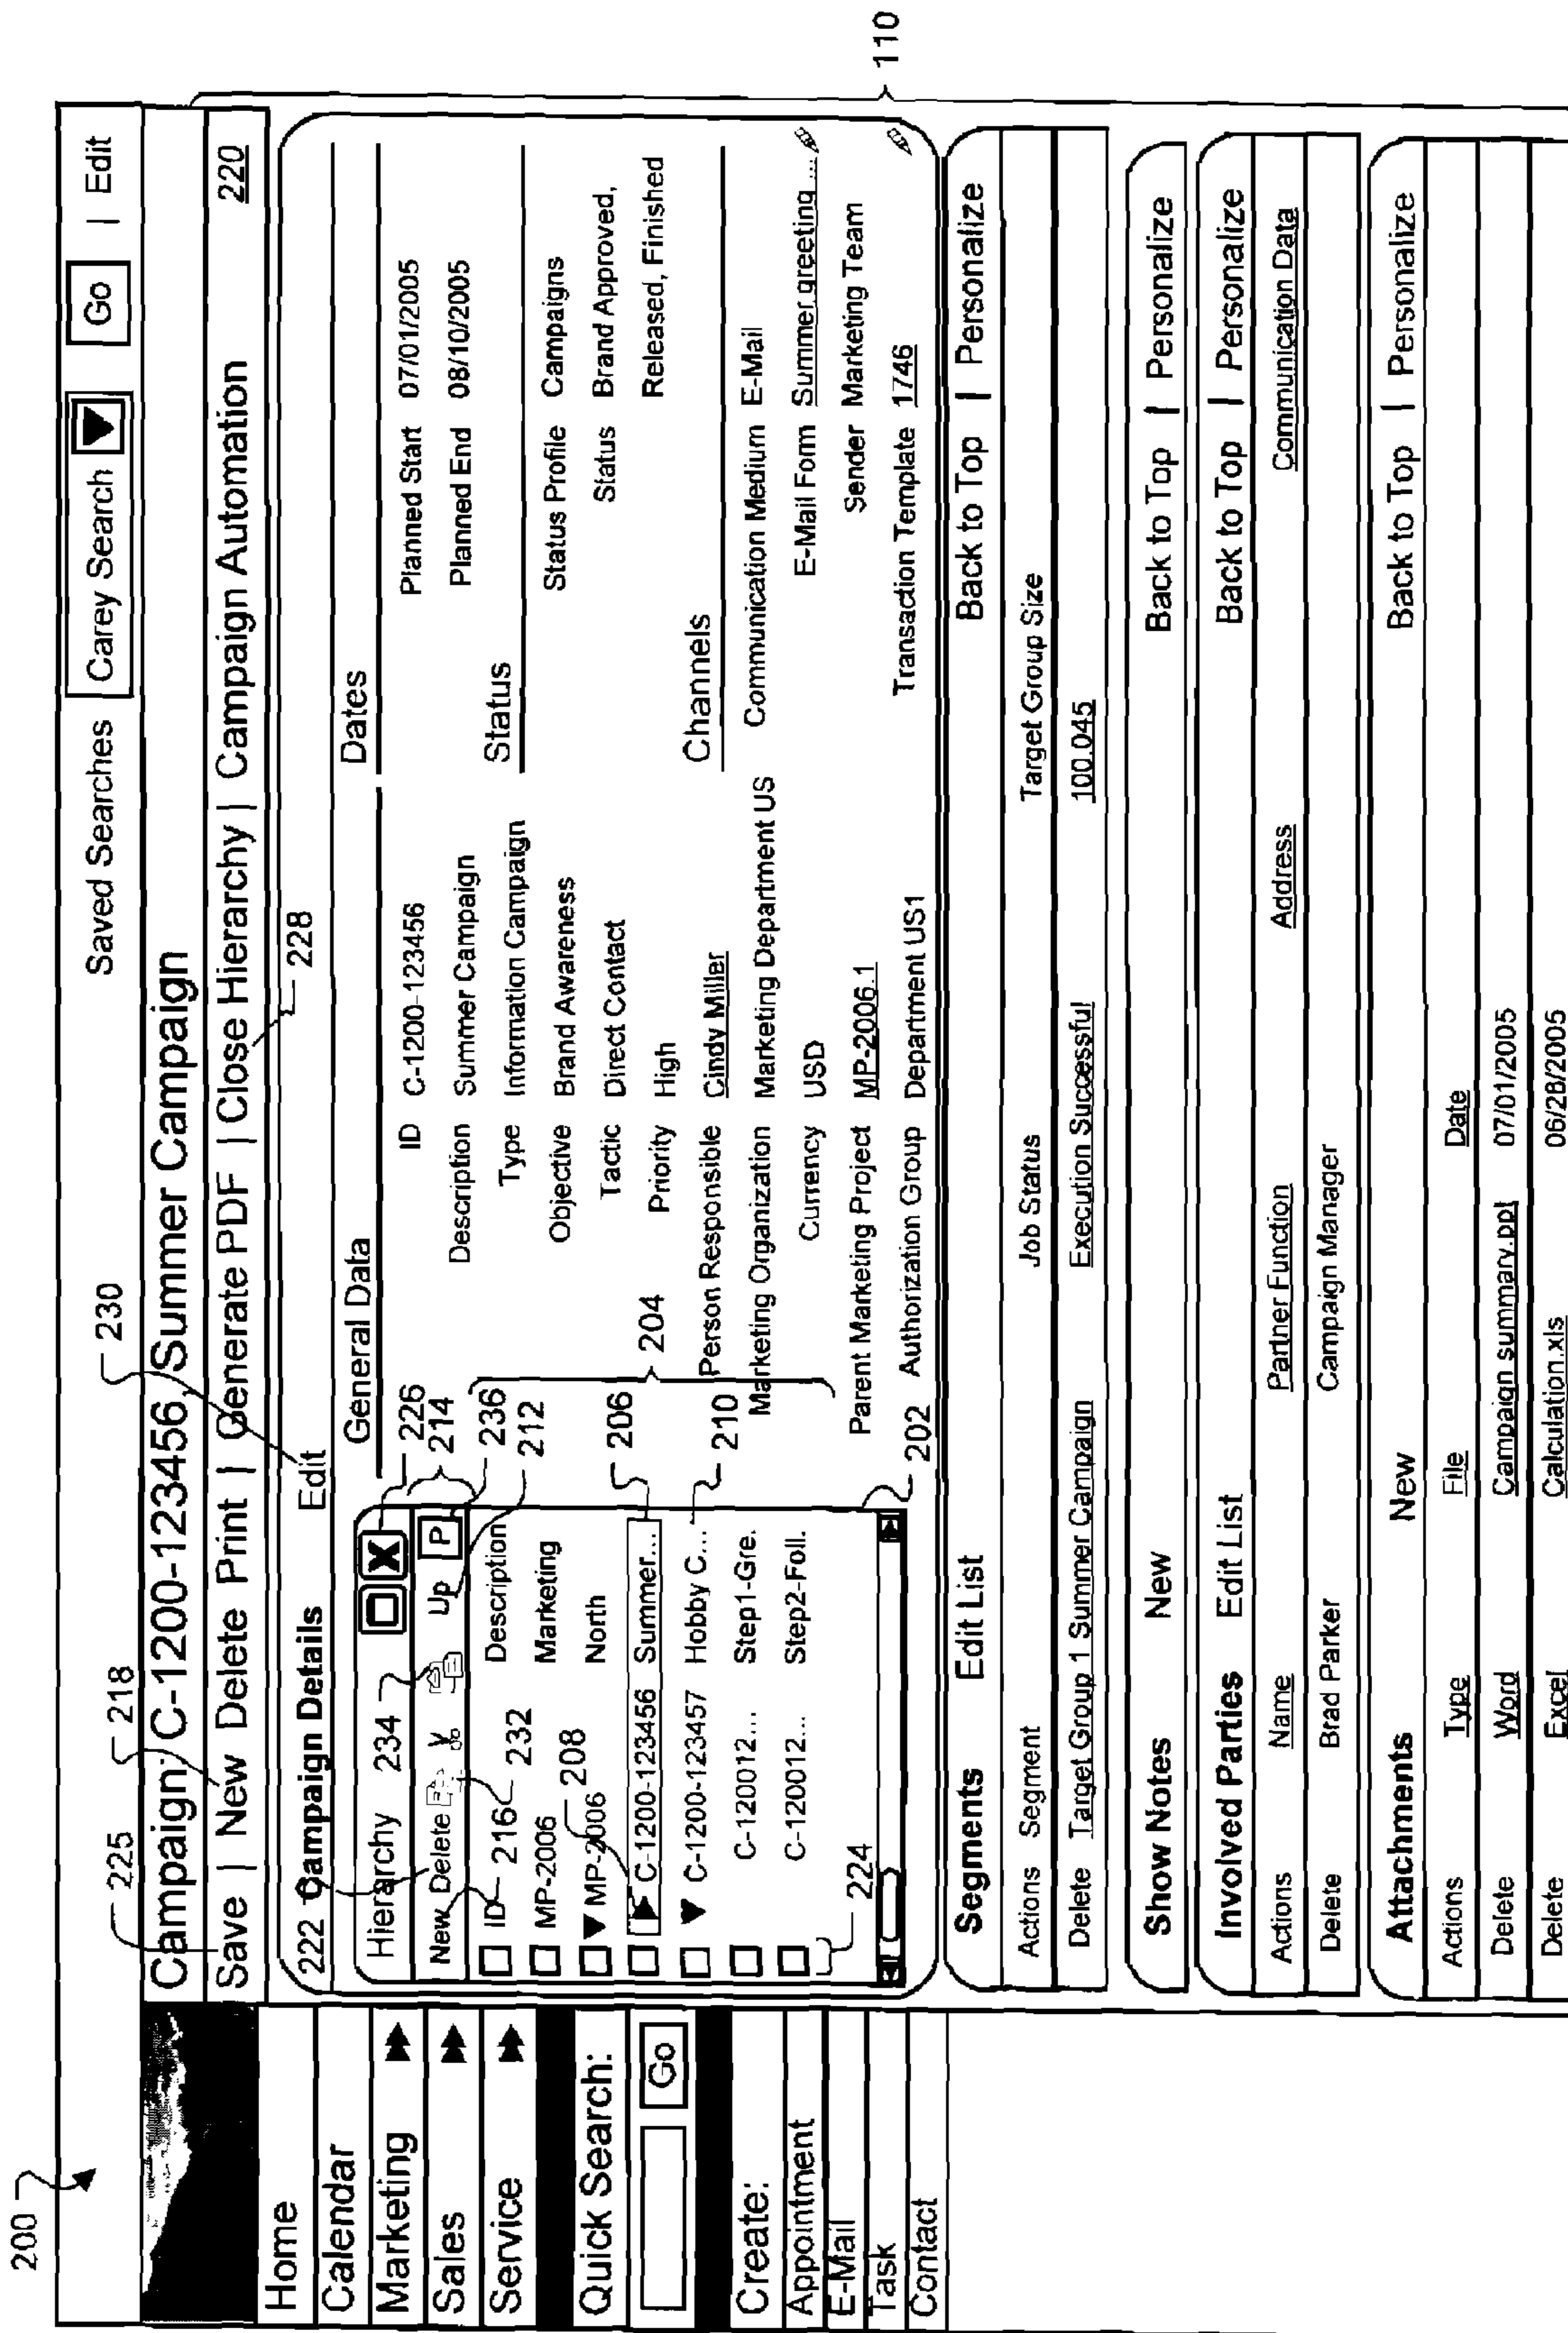 200
Saved Searches Carey Search Go | Edit
230
225
218
Campaign: C-1200-123456, Summer Campaign
Save | New Delete Print | Generate PDF | Close Hierarchy | Campaign Automation 220
228
110
Home
Calendar
Marketing
Sales
Service
Quick Search:
Go
Create:
Appointment
E-Mail
Task
Contact
222 Campaign Details Edit
Hierarchy 234
226
New Delete Up P
214
236
212
ID Description
216
232
MP-2006 Marketing
208
MP-2006 North
204
C-1200-123456 Summer...
206
C-1200-123457 Hobby C...
210
C-120012... Step1-Gre.
C-120012... Step2-Foll.
224
202
General Data
ID C-1200-123456
Description Summer Campaign
Type Information Campaign
Objective Brand Awareness
Tactic Direct Contact
Priority High
Person Responsible Cindy Miller
Marketing Organization Marketing Department US
Currency USD
Parent Marketing Project MP-2006.1
Authorization Group Department US1
Dates
Planned Start 07/01/2005
Planned End 08/10/2005
Status
Status Profile Campaigns
Status Brand Approved,
Released, Finished
Channels
Communication Medium E-Mail
E-Mail Form Summer greeting ...
Sender Marketing Team
Transaction Template 1746
Segments Edit List Back to Top | Personalize
Actions Segment Job Status Target Group Size
Delete Target Group 1 Summer Campaign Execution Successful 100.045
Show Notes New Back to Top | Personalize
Involved Parties Edit List Back to Top | Personalize
Actions Name Partner Function Address Communication Data
Delete Brad Parker Campaign Manager
Attachments New Back to Top | Personalize
Actions Type File Date
Delete Word Campaign summary.ppt 07/01/2005
Delete Excel Calculation.xls 06/28/2005